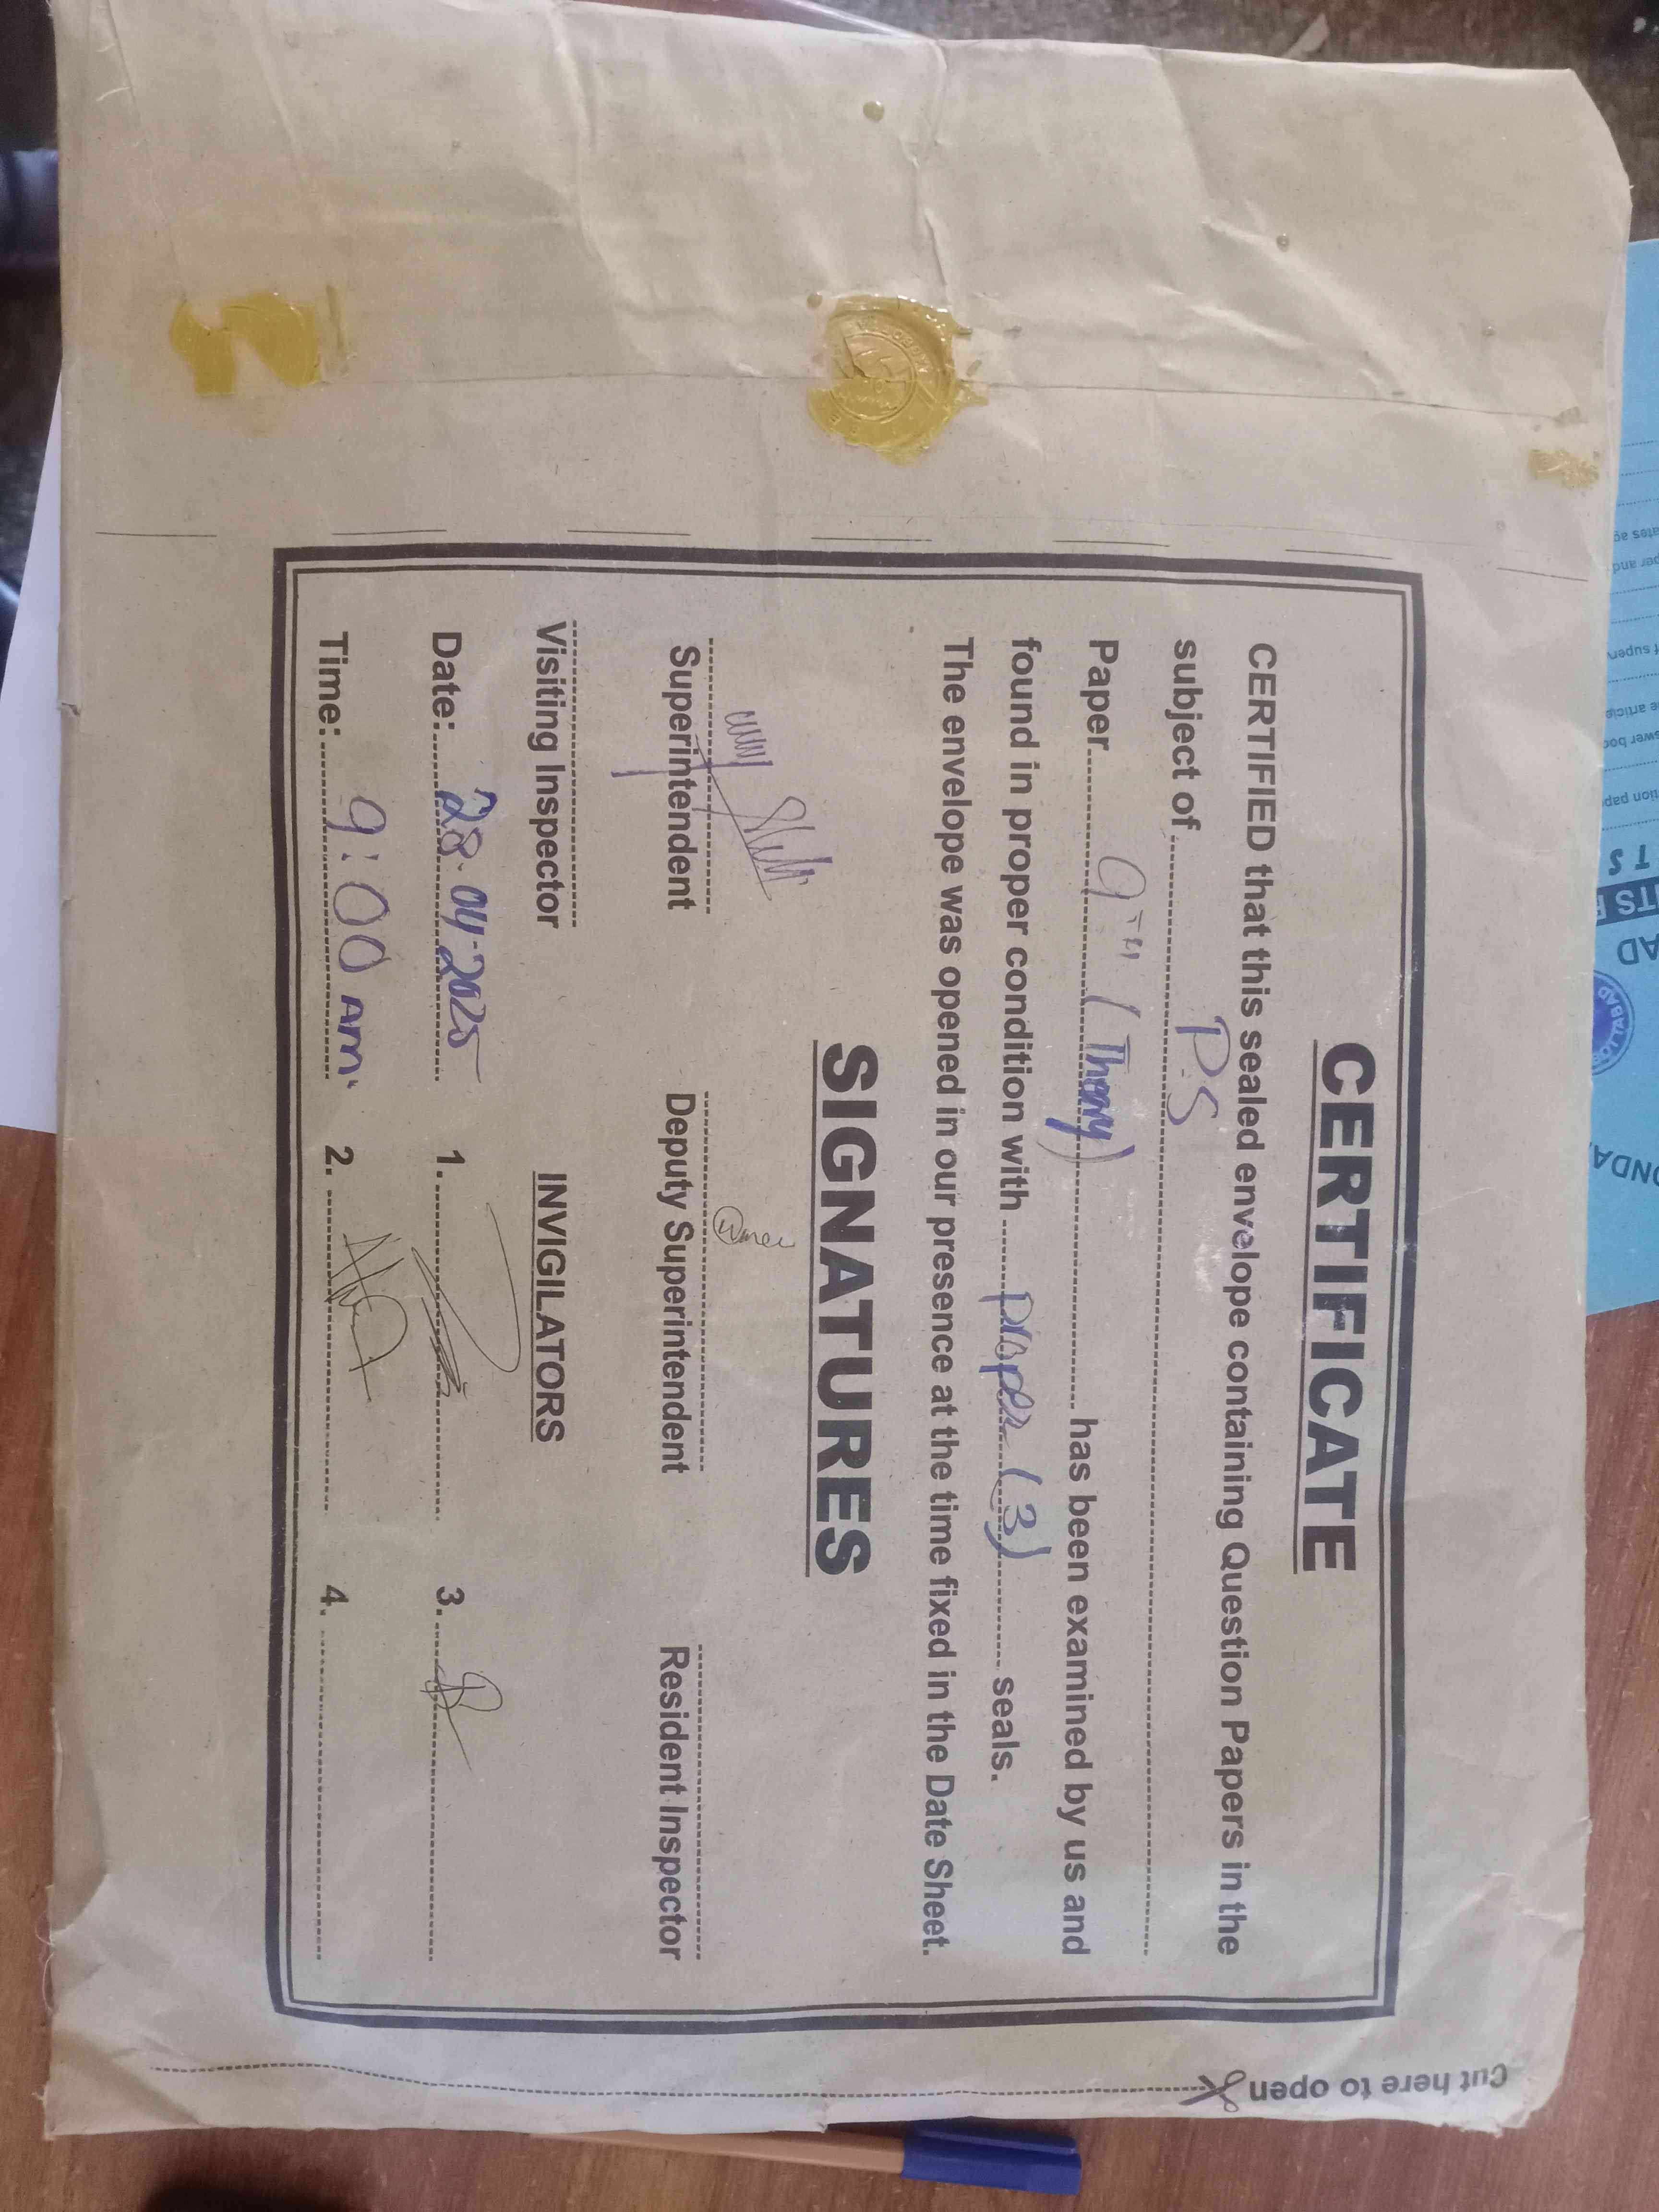 CERTIFICATE
CERTIFIED that this sealed envelope containing Question Papers in the
subject of P.S
Paper 9th (Theory) has been examined by us and
found in proper condition with proper (3) seals.
The envelope was opened in our presence at the time fixed in the Date Sheet.
SIGNATURES
Superintendent Deputy Superintendent Resident Inspector
Visiting Inspector INVIGILATORS
Date: 28-04-2025 1. 3.
Time: 9:00 am. 2. 4.
Cut here to open